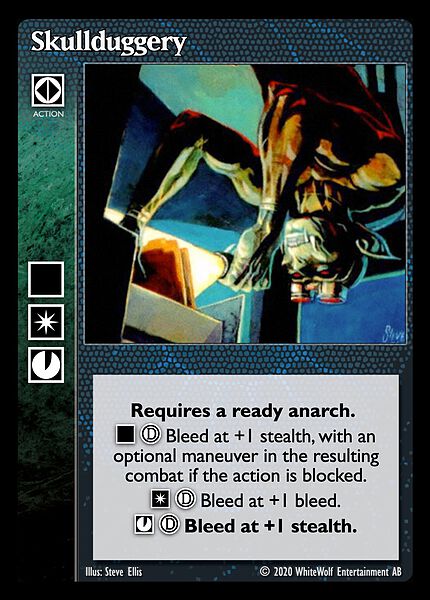 Skullduggery
ACTION
Steve
Requires a ready anarch.
D Bleed at +1 stealth, with an
optional maneuver in the resulting
combat if the action is blocked.
D Bleed at +1 bleed.
D Bleed at +1 stealth.
Illus: Steve Ellis © 2020 WhiteWolf Entertainment AB